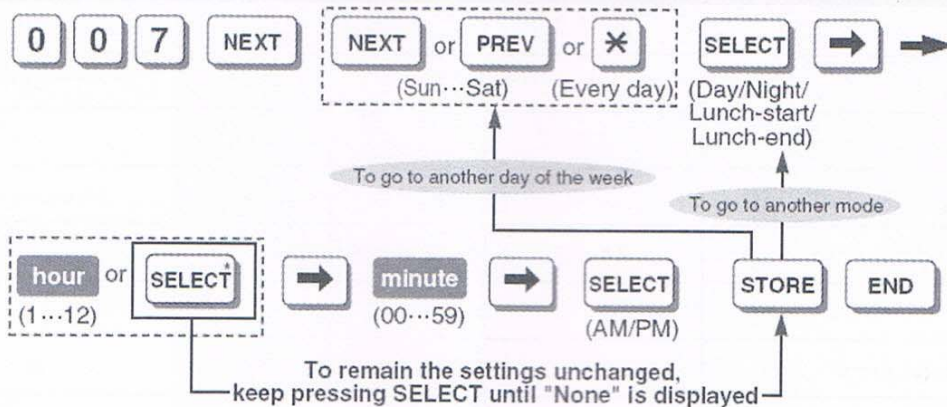 0 0 7 NEXT NEXT or PREV or ✕ SELECT ➡
(Sun···Sat) (Every day) (Day/Night/
Lunch-start/
Lunch-end)
To go to another day of the week
To go to another mode
hour or SELECT* ➡ minute ➡ SELECT STORE END
(1···12) (00···59) (AM/PM)
To remain the settings unchanged,
keep pressing SELECT until "None" is displayed